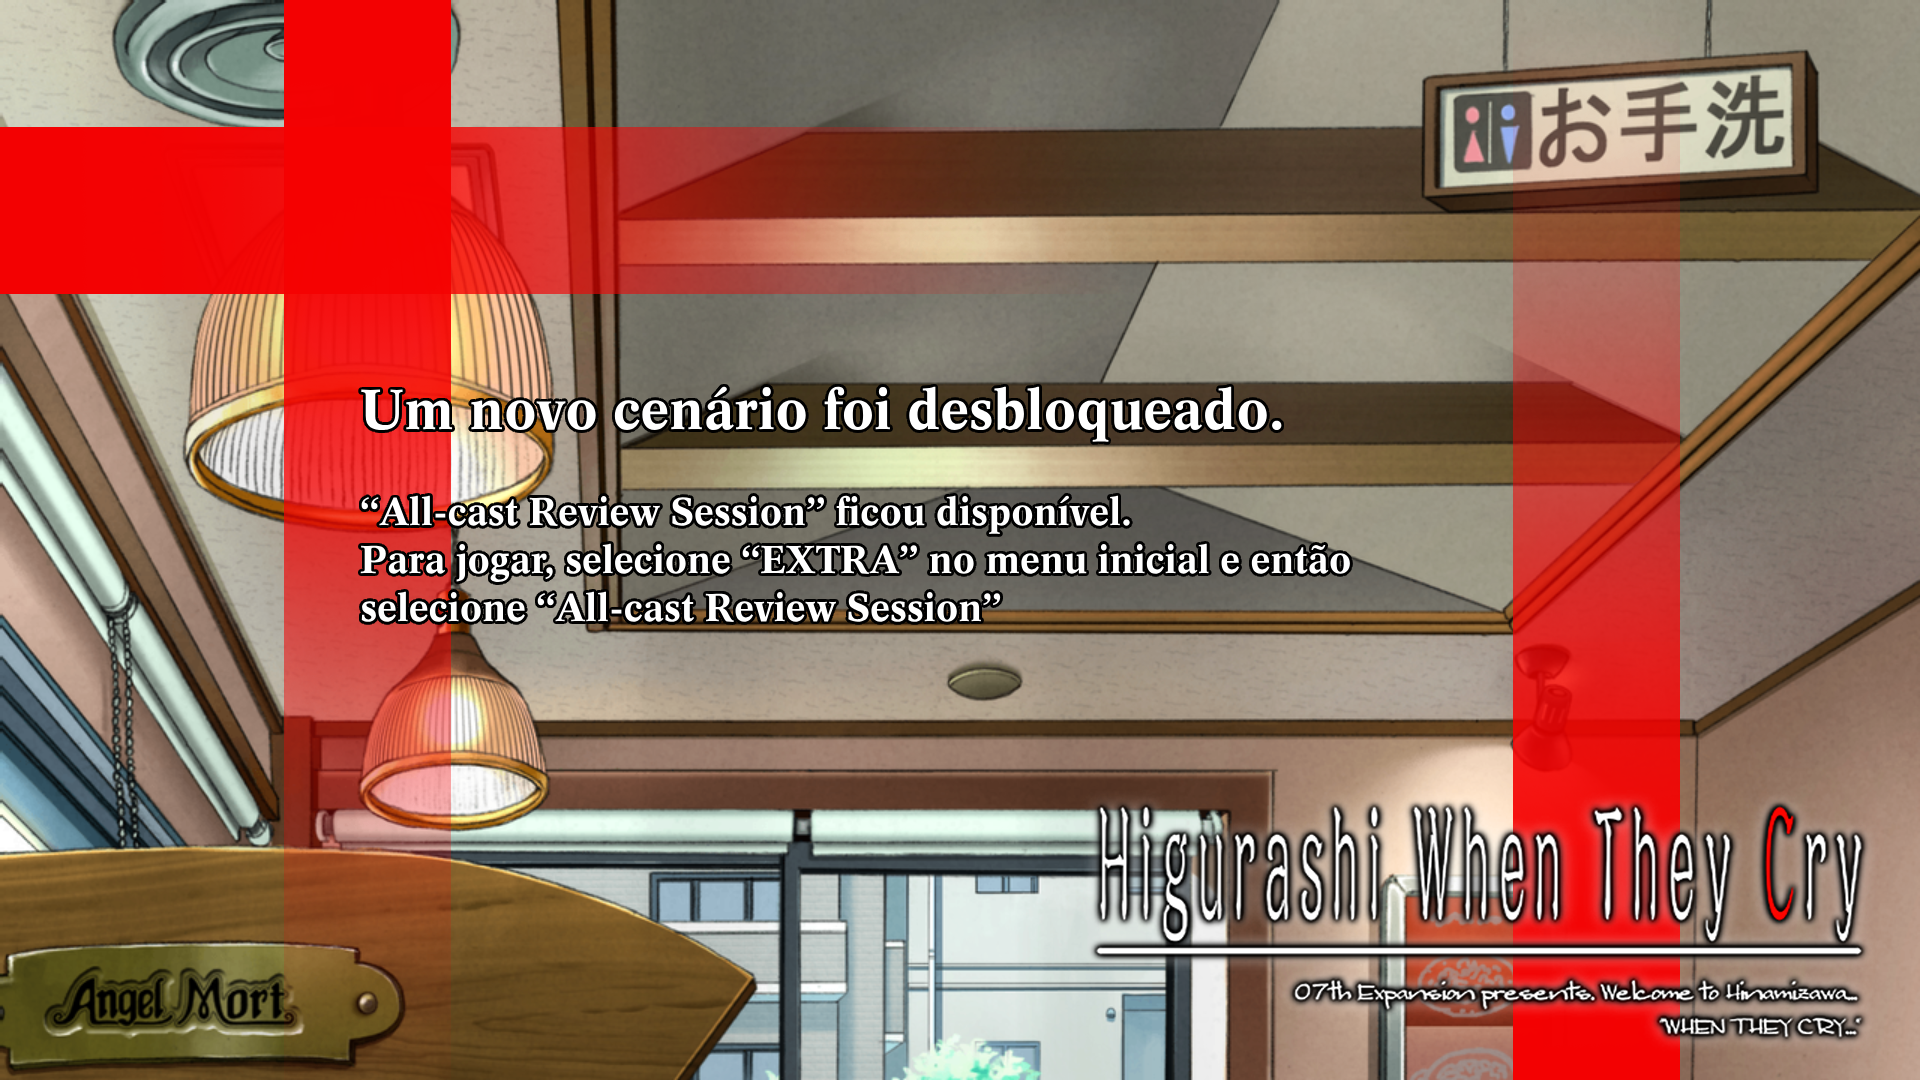 お手洗
Um novo cenário foi desbloqueado.
“All-cast Review Session” ficou disponível.
Para jogar, selecione “EXTRA” no menu inicial e então
selecione “All-cast Review Session”
Higurashi When They Cry
07th Expansion presents. Welcome to Hinamizawa...
"WHEN THEY CRY..."
Angel Mort